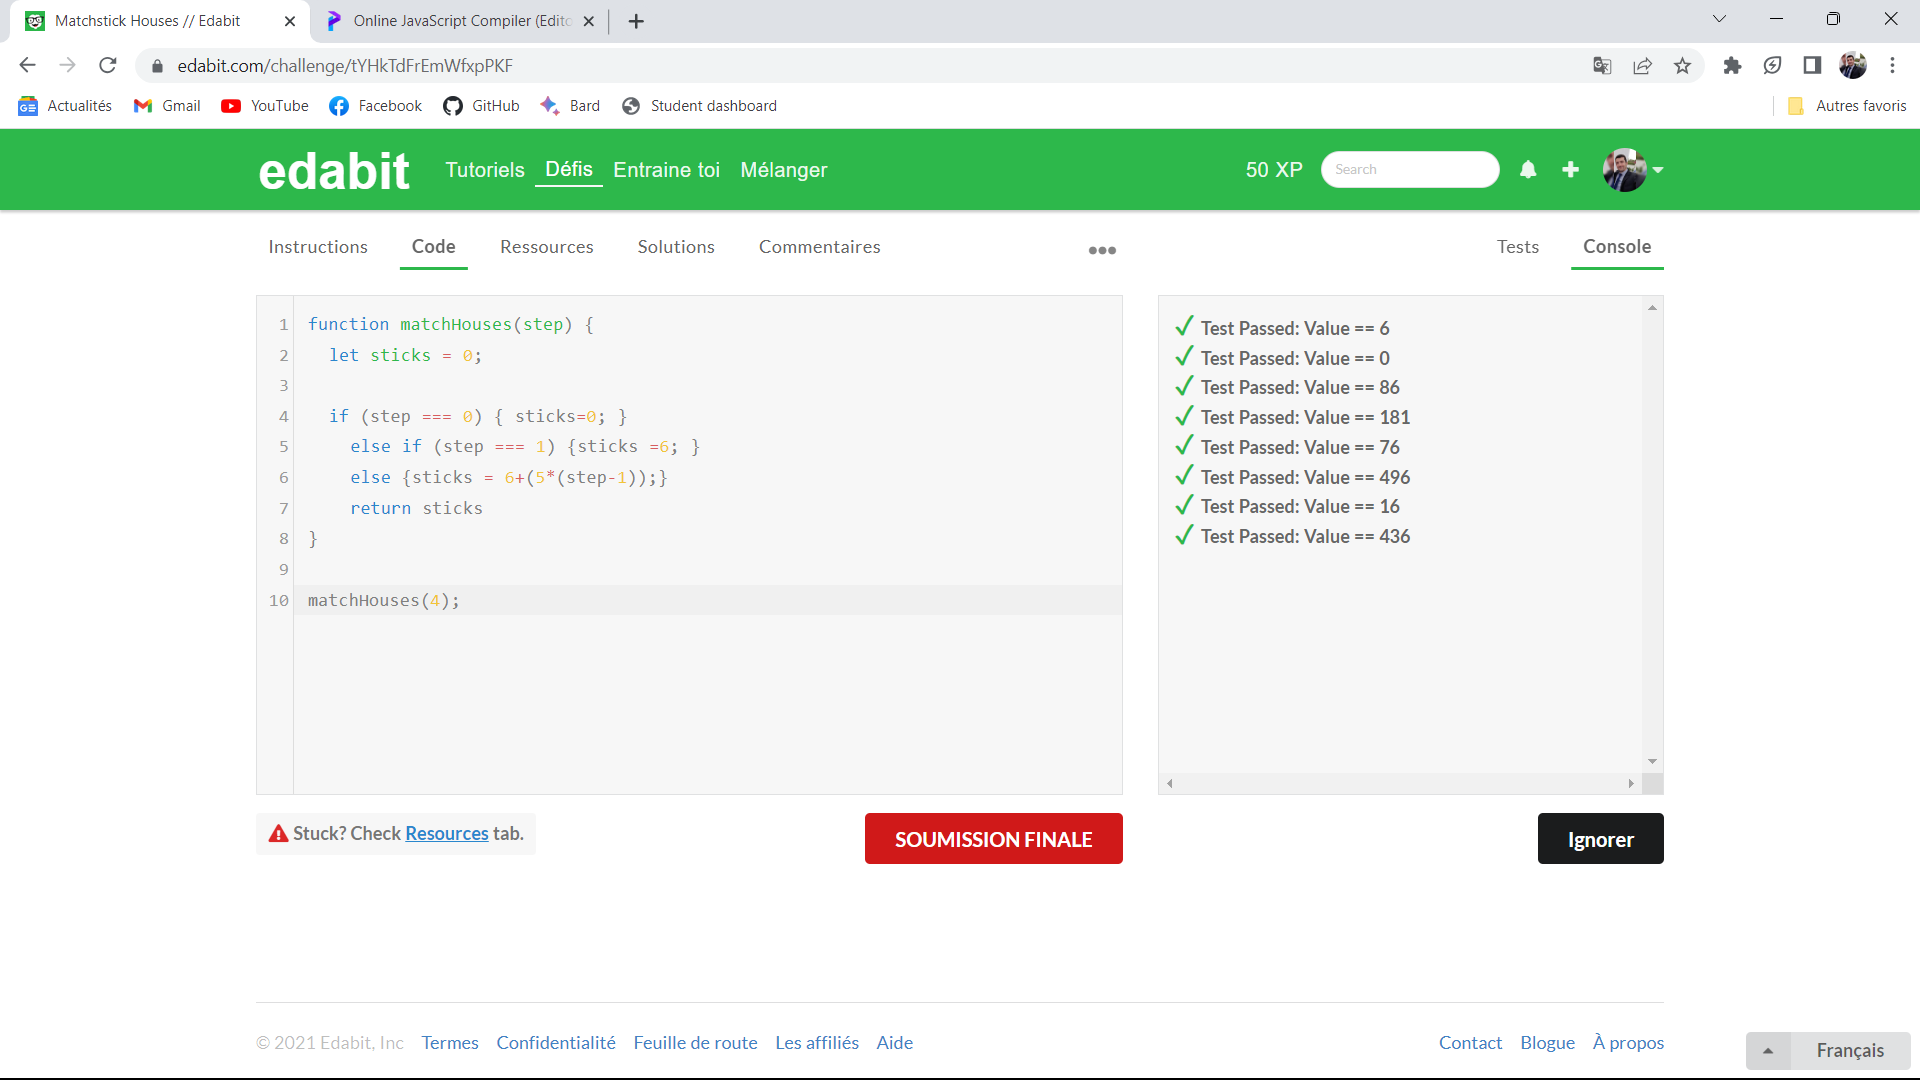 Matchstick Houses // Edabit
Online JavaScript Compiler (Edito
edabit.com/challenge/tYHkTdFrEmWfxpPKF
Actualités Gmail YouTube Facebook GitHub Bard Student dashboard Autres favoris
edabit Tutoriels Défis Entraine toi Mélanger 50 XP Search
Instructions Code Ressources Solutions Commentaires ••• Tests Console
1 function matchHouses(step) {
2 let sticks = 0;
3
4 if (step === 0) { sticks=0; }
5 else if (step === 1) {sticks =6; }
6 else {sticks = 6+(5*(step-1));}
7 return sticks
8 }
9
10 matchHouses(4);
✓ Test Passed: Value == 6
✓ Test Passed: Value == 0
✓ Test Passed: Value == 86
✓ Test Passed: Value == 181
✓ Test Passed: Value == 76
✓ Test Passed: Value == 496
✓ Test Passed: Value == 16
✓ Test Passed: Value == 436
Stuck? Check Resources tab.
SOUMISSION FINALE
Ignorer
© 2021 Edabit, Inc Termes Confidentialité Feuille de route Les affiliés Aide Contact Blogue À propos
Français